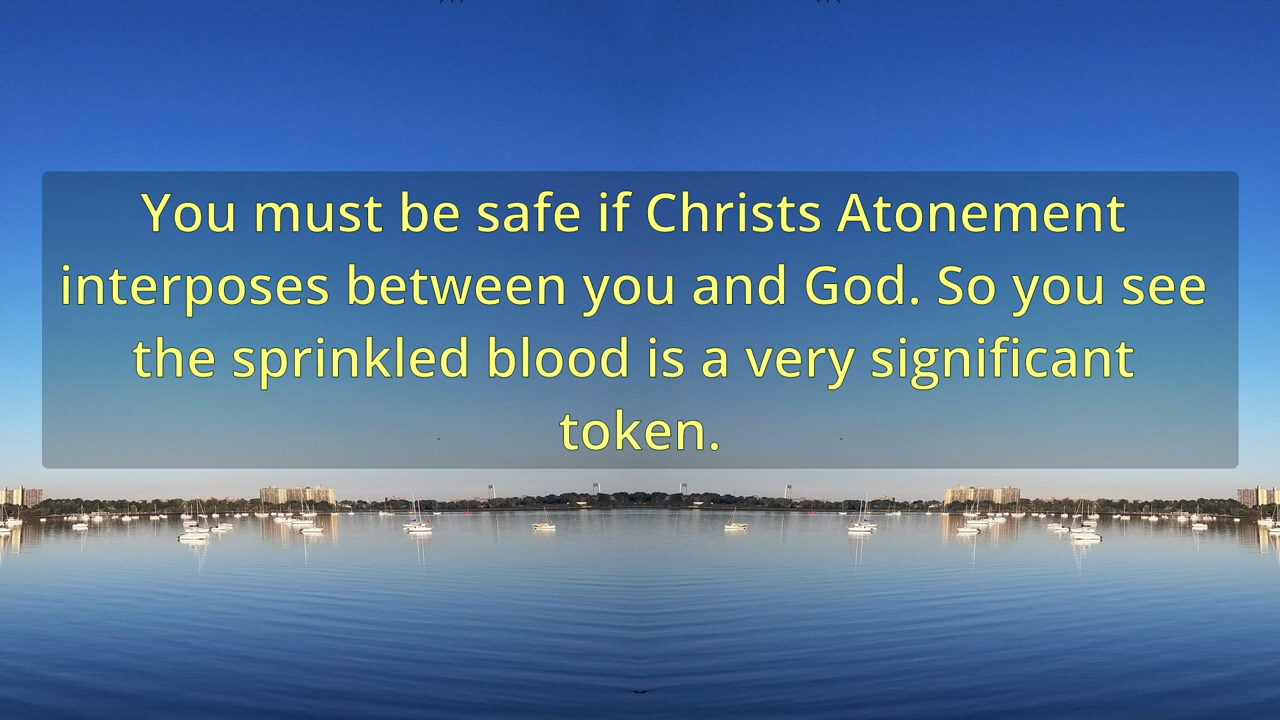 You must be safe if Christs Atonement
interposes between you and God. So you see
the sprinkled blood is a very significant
token.